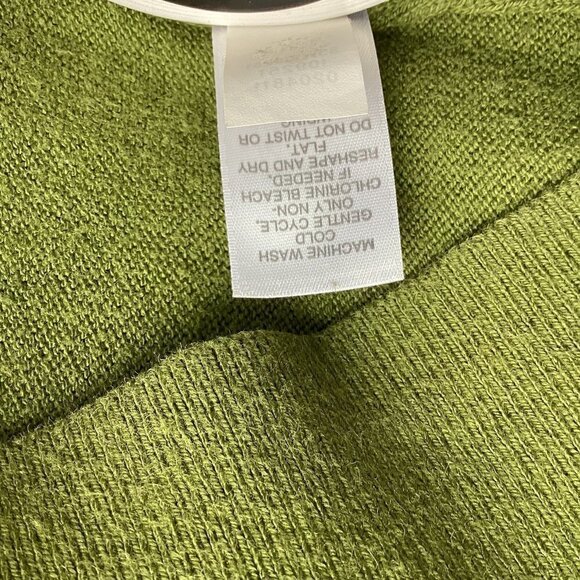 MACHINE WASH
COLD
GENTLE CYCLE.
ONLY NON-
CHLORINE BLEACH
IF NEEDED.
RESHAPE AND DRY
FLAT.
DO NOT TWIST OR